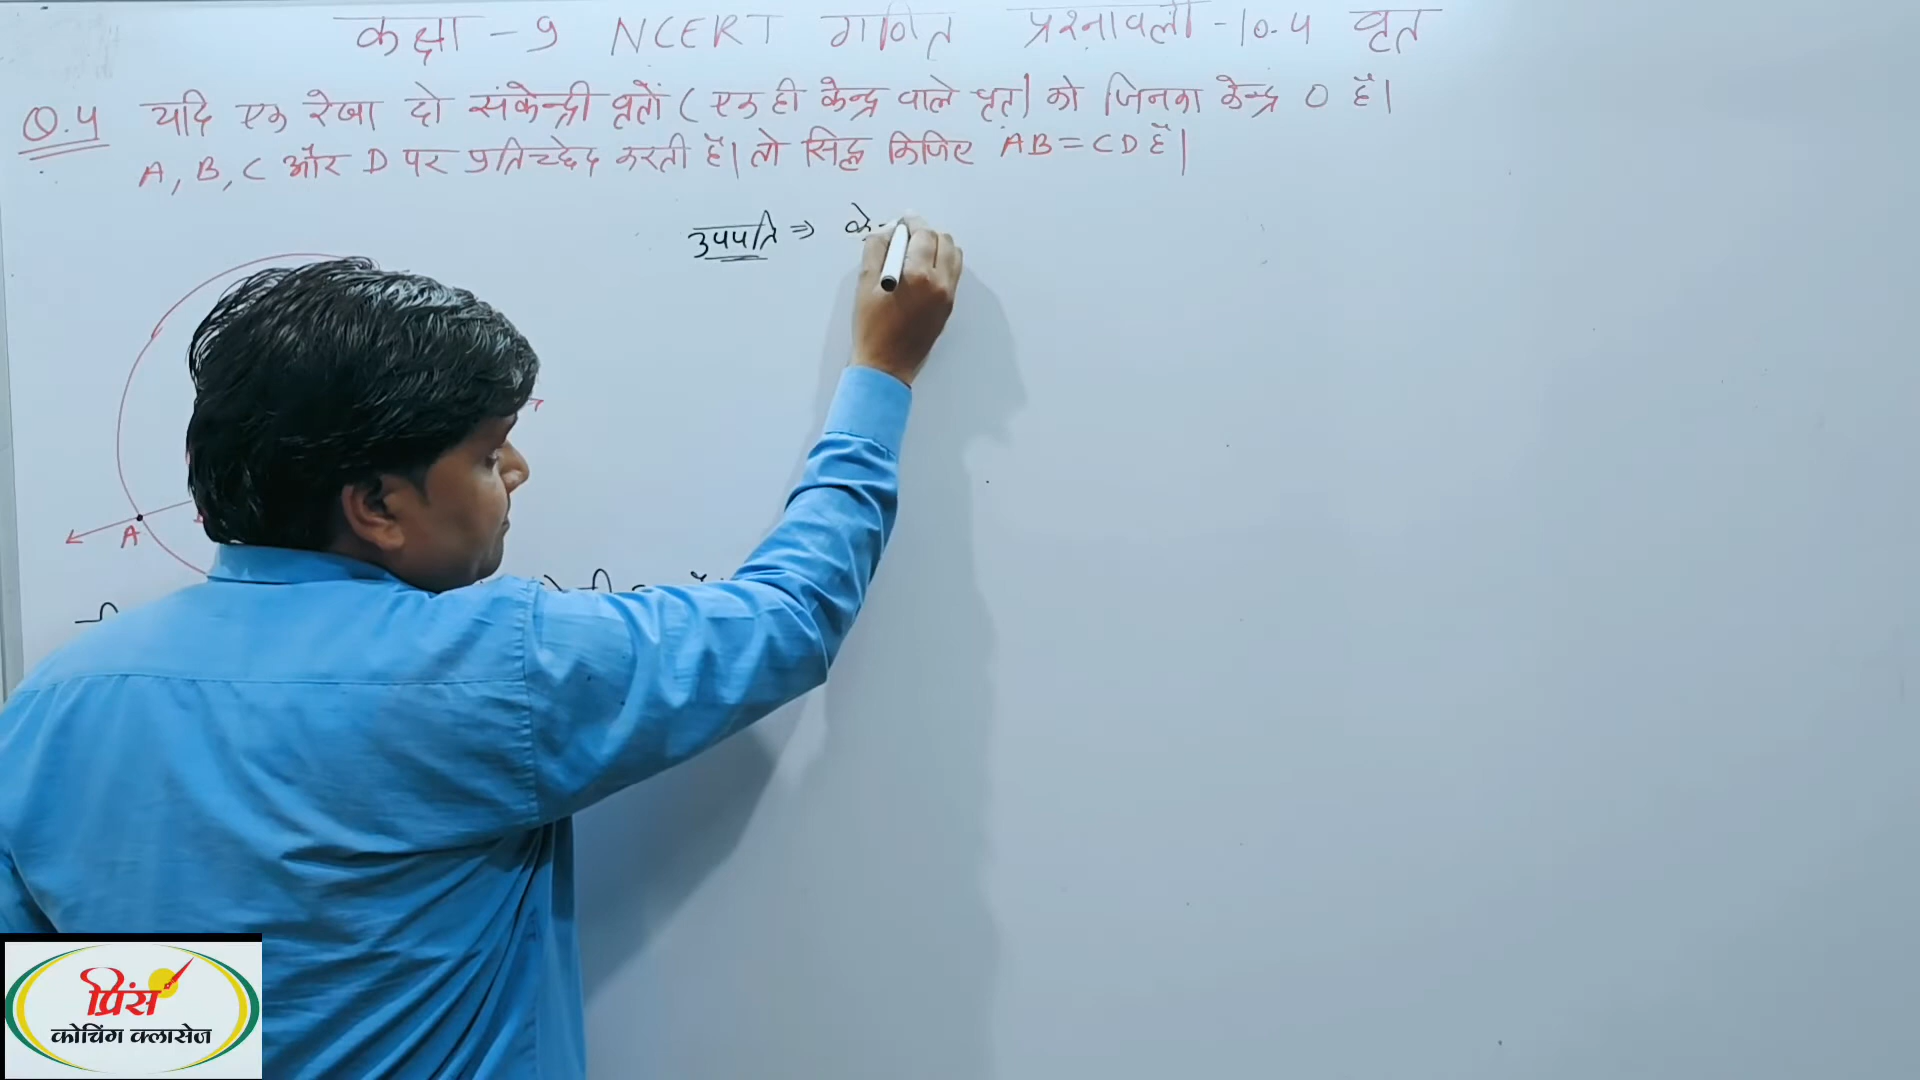 कक्षा - 9 NCERT गणित प्रश्नावली - 10.4 वृत
Q.4 यदि एक रेखा दो संकेन्द्री वृतों ( एक ही केन्द्र वाले वृत) को जिनका केन्द्र O हैं।
A, B, C और D पर प्रतिच्छेद करती हैं। तो सिद्ध किजिए AB = CD हैं।
उपपति ⇒ के
A
प्रिंस
कोचिंग क्लासेज